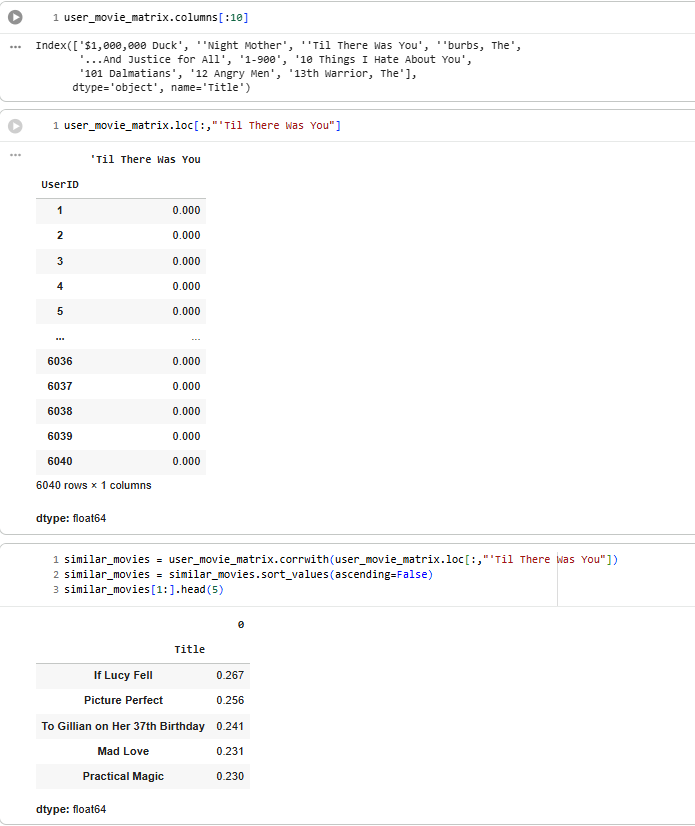 1 user_movie_matrix.columns[:10]
... Index(['$1,000,000 Duck', ''Night Mother', ''Til There Was You', ''burbs, The',
'...And Justice for All', '1-900', '10 Things I Hate About You',
'101 Dalmatians', '12 Angry Men', '13th Warrior, The'],
dtype='object', name='Title')
1 user_movie_matrix.loc[:,"'Til There Was You"]
...
'Til There Was You
UserID
1 0.000
2 0.000
3 0.000
4 0.000
5 0.000
... ...
6036 0.000
6037 0.000
6038 0.000
6039 0.000
6040 0.000
6040 rows × 1 columns
dtype: float64
1 similar_movies = user_movie_matrix.corrwith(user_movie_matrix.loc[:,"'Til There Was You"])
2 similar_movies = similar_movies.sort_values(ascending=False)
3 similar_movies[1:].head(5)
0
Title
If Lucy Fell 0.267
Picture Perfect 0.256
To Gillian on Her 37th Birthday 0.241
Mad Love 0.231
Practical Magic 0.230
dtype: float64